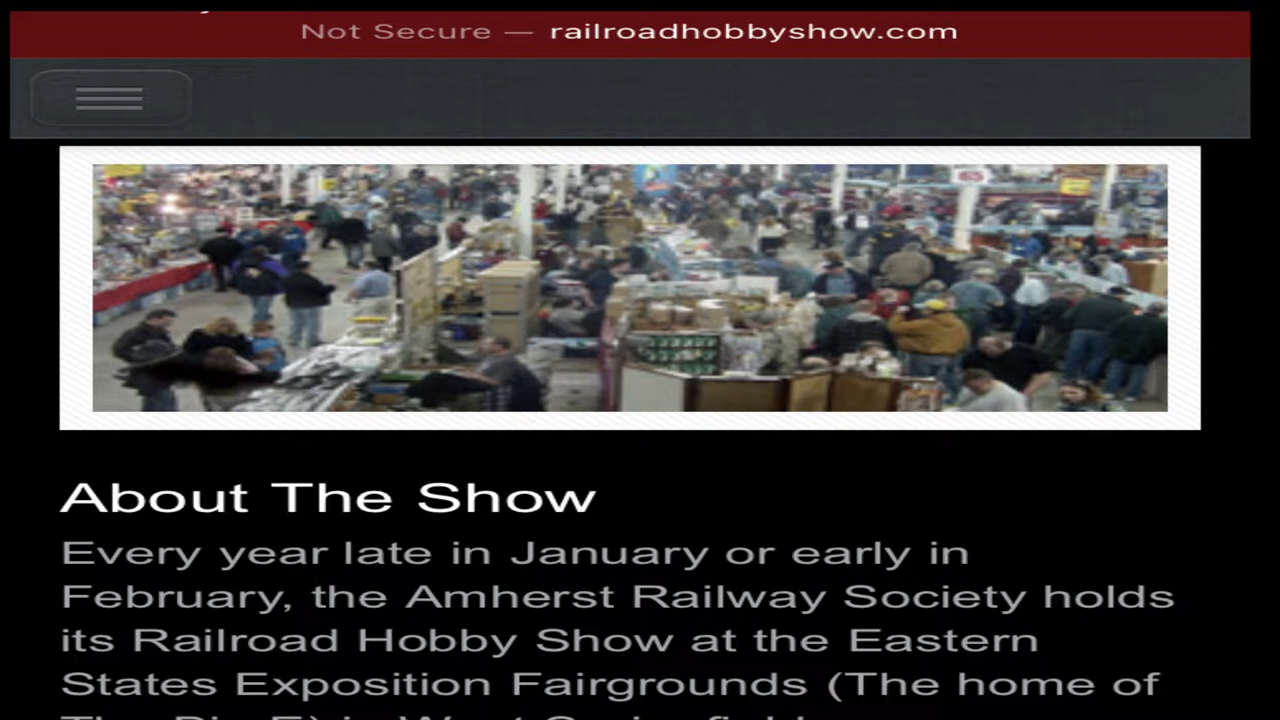 Not Secure — railroadhobbyshow.com
About The Show
Every year late in January or early in
February, the Amherst Railway Society holds
its Railroad Hobby Show at the Eastern
States Exposition Fairgrounds (The home of